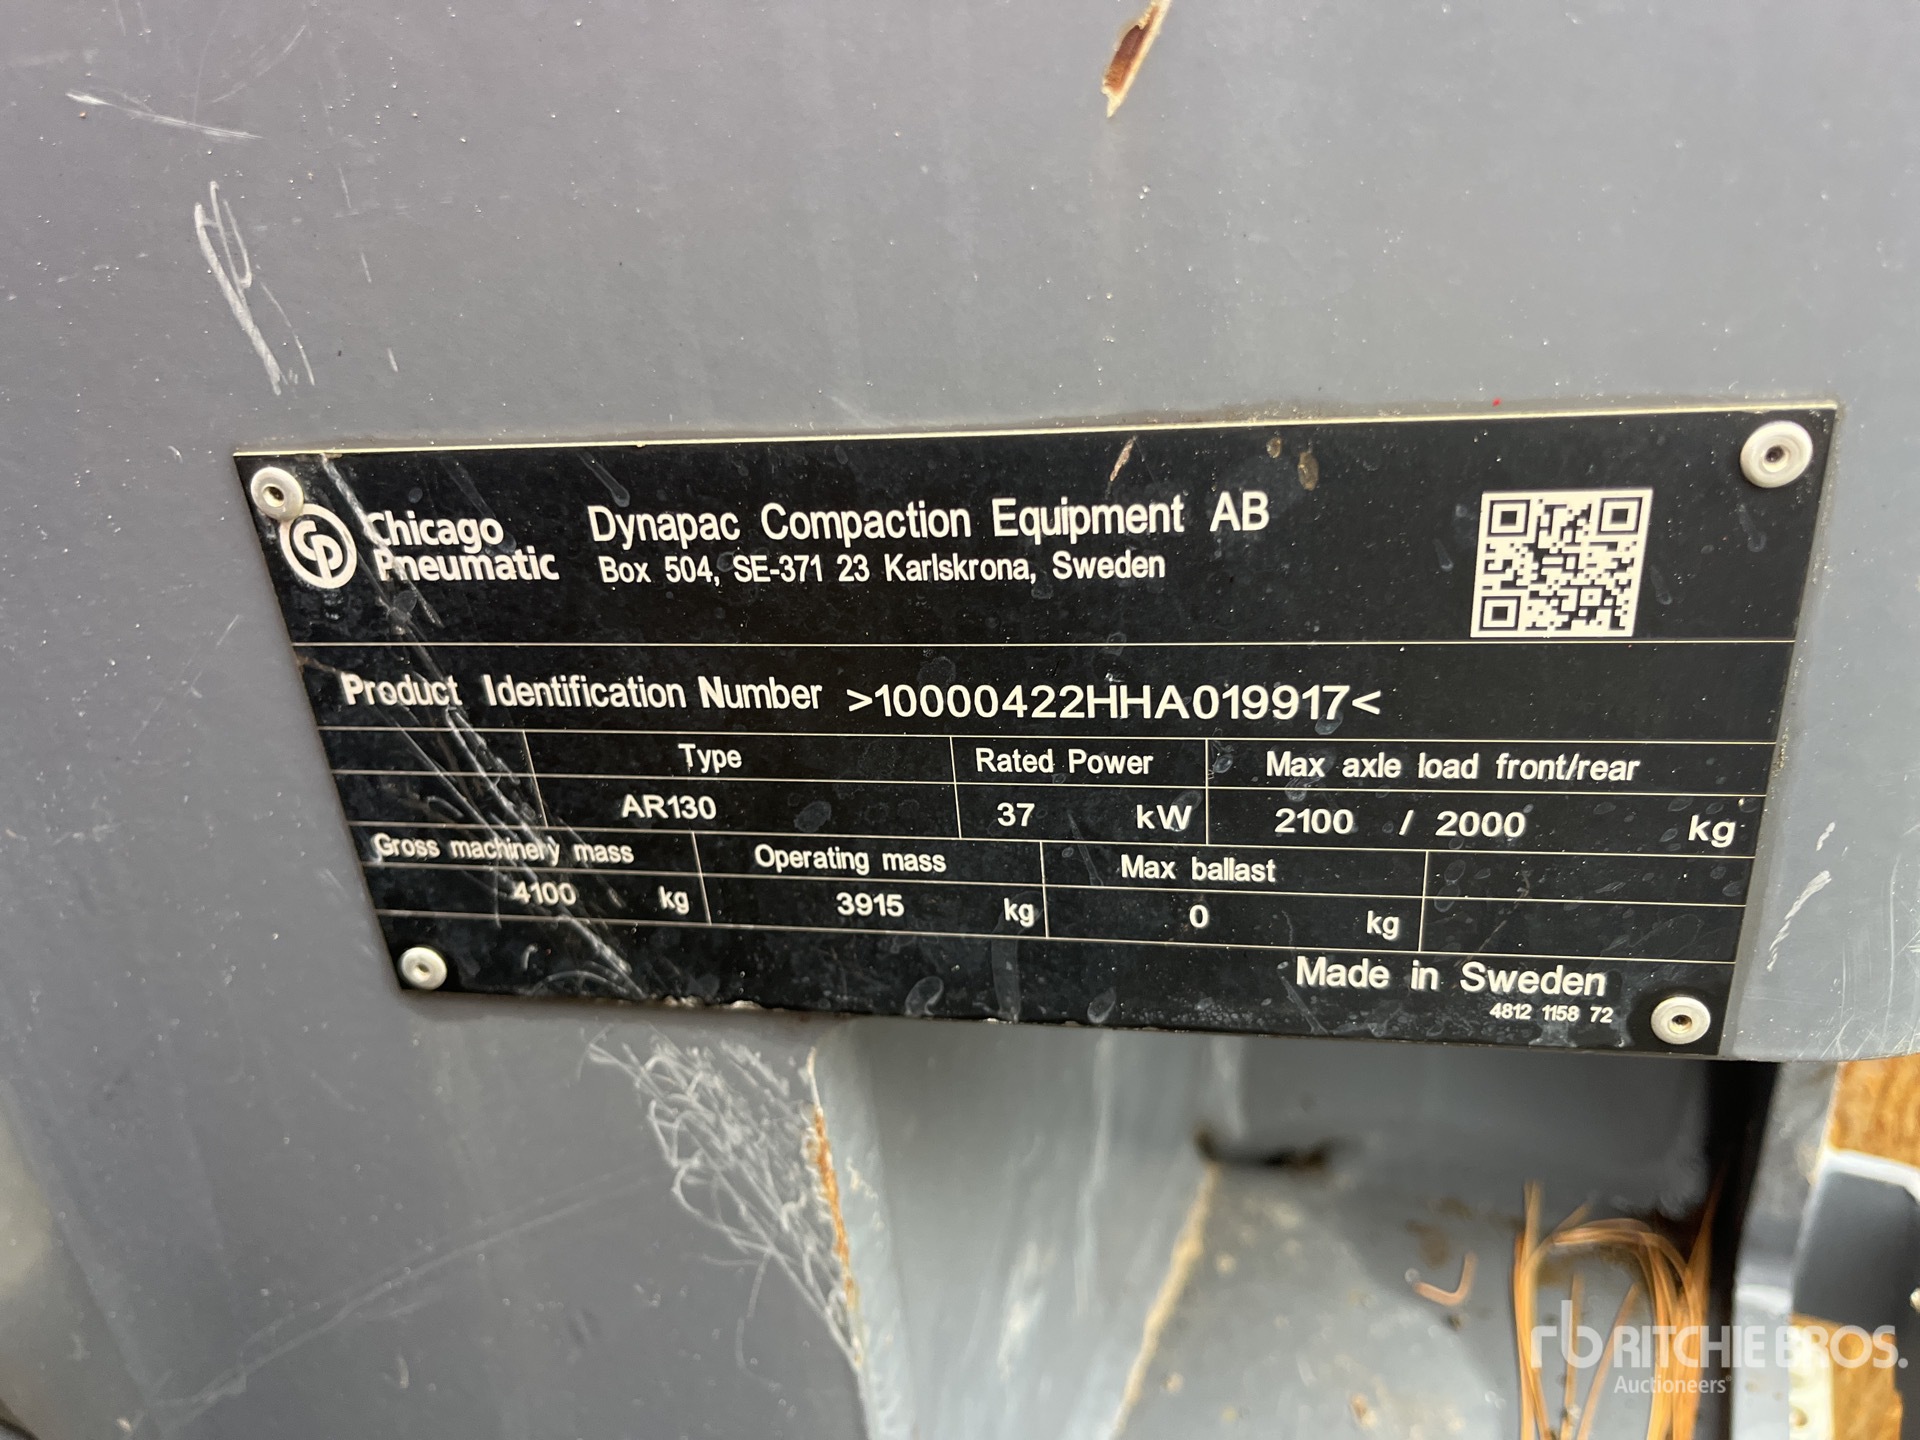 Chicago Pneumatic
Dynapac Compaction Equipment AB
Box 504, SE-371 23 Karlskrona, Sweden
Product Identification Number >10000422HHA019917<
Type Rated Power Max axle load front/rear
AR130 37 kW 2100 / 2000 kg
Gross machinery mass Operating mass Max ballast
4100 kg 3915 kg 0 kg
Made in Sweden
4812 1158 72
rb RITCHIE BROS.
Auctioneers